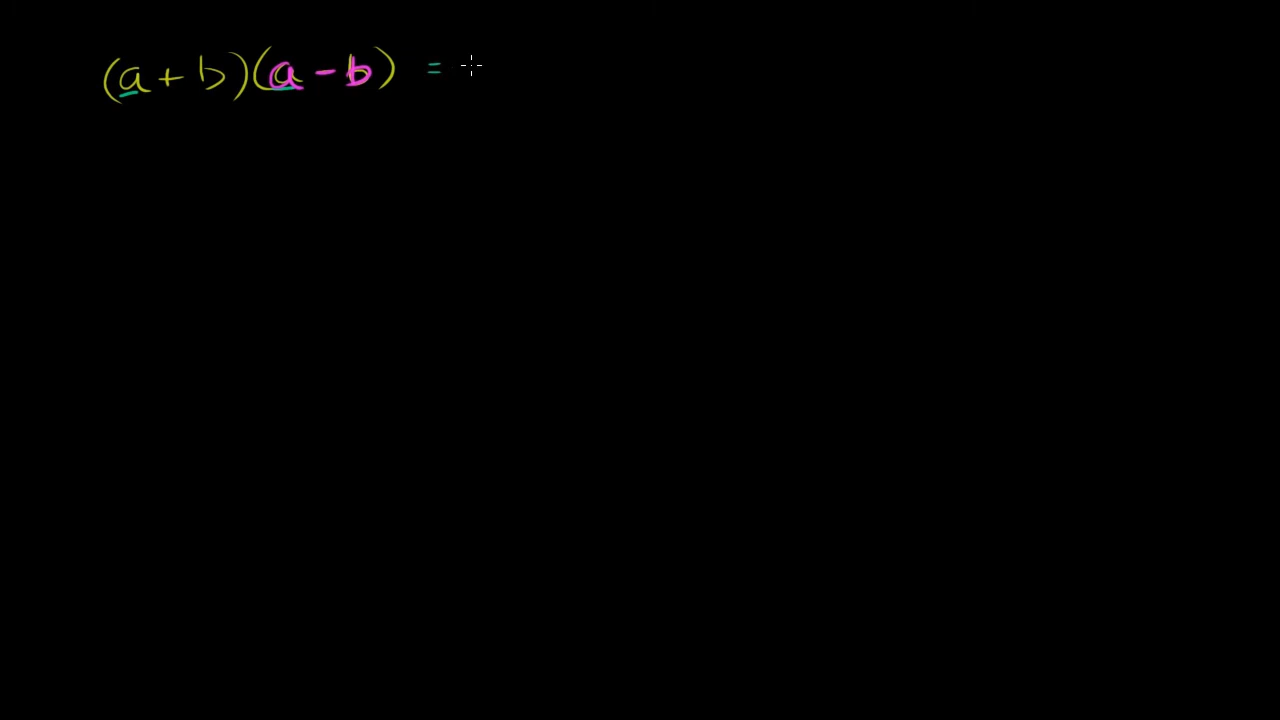 (a + b)(a - b) =